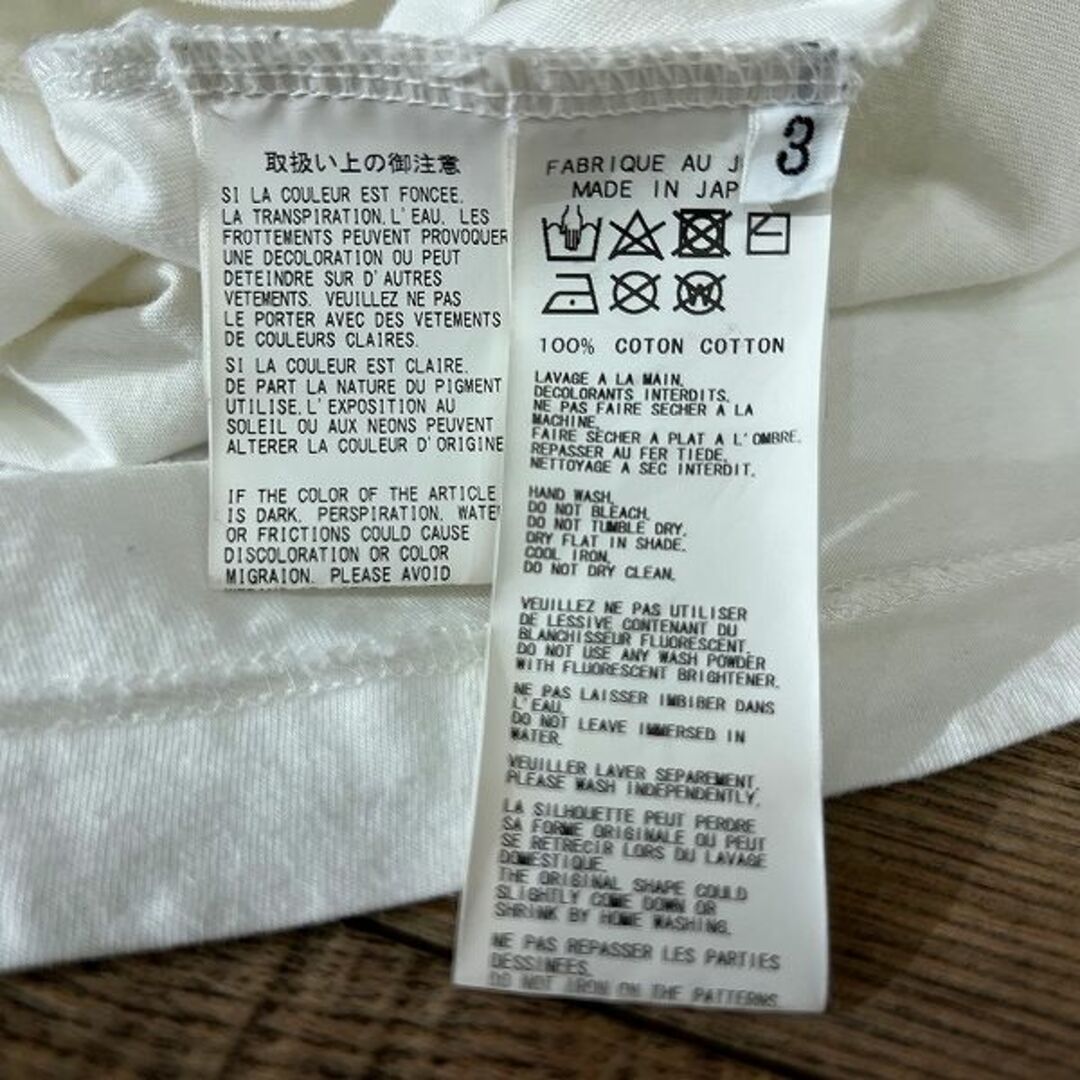 取扱い上の御注意
SI LA COULEUR EST FONCEE.
LA TRANSPIRATION. L'EAU. LES
FROTTEMENTS PEUVENT PROVOQUER
UNE DECOLORATION OU PEUT
DETEINDRE SUR D'AUTRES
VETEMENTS. VEUILLEZ NE PAS
LE PORTER AVEC DES VETEMENTS
DE COULEURS CLAIRES.
SI LA COULEUR EST CLAIRE.
DE PART LA NATURE DU PIGMENT
UTILISE. L'EXPOSITION AU
SOLEIL OU AUX NEONS PEUVENT
ALTERER LA COULEUR D'ORIGINE
IF THE COLOR OF THE ARTICLE
IS DARK. PERSPIRATION. WATE
OR FRICTIONS COULD CAUSE
DISCOLORATION OR COLOR
MIGRAION. PLEASE AVOID
3
FABRIQUE AU J
MADE IN JAP
W
100% COTON COTTON
LAVAGE A LA MAIN.
DECOLORANTS INTERDITS.
NE PAS FAIRE SECHER A LA
MACHINE.
FAIRE SECHER A PLAT A L'OMBRE.
REPASSER AU FER TIEDE.
NETTOYAGE A SEC INTERDIT.
HAND WASH.
DO NOT BLEACH.
DO NOT TUMBLE DRY.
DRY FLAT IN SHADE.
COOL IRON.
DO NOT DRY CLEAN.
VEUILLEZ NE PAS UTILISER
DE LESSIVE CONTENANT DU
BLANCHISSEUR FLUORESCENT.
DO NOT USE ANY WASH POWDER
WITH FLUORESCENT BRIGHTENER.
NE PAS LAISSER IMBIBER DANS
L'EAU.
DO NOT LEAVE IMMERSED IN
WATER.
VEUILLER LAVER SEPAREMENT.
PLEASE WASH INDEPENDENTLY.
LA SILHOUETTE PEUT PERDRE
SA FORME ORIGINALE OU PEUT
SE RETRECIR LORS DU LAVAGE
DOMESTIQUE.
THE ORIGINAL SHAPE COULD
SLIGHTLY COME DOWN OR
SHRINK BY HOME WASHING.
NE PAS REPASSER LES PARTIES
DESSINEES.
DO NOT IRON ON THE PATTERNS